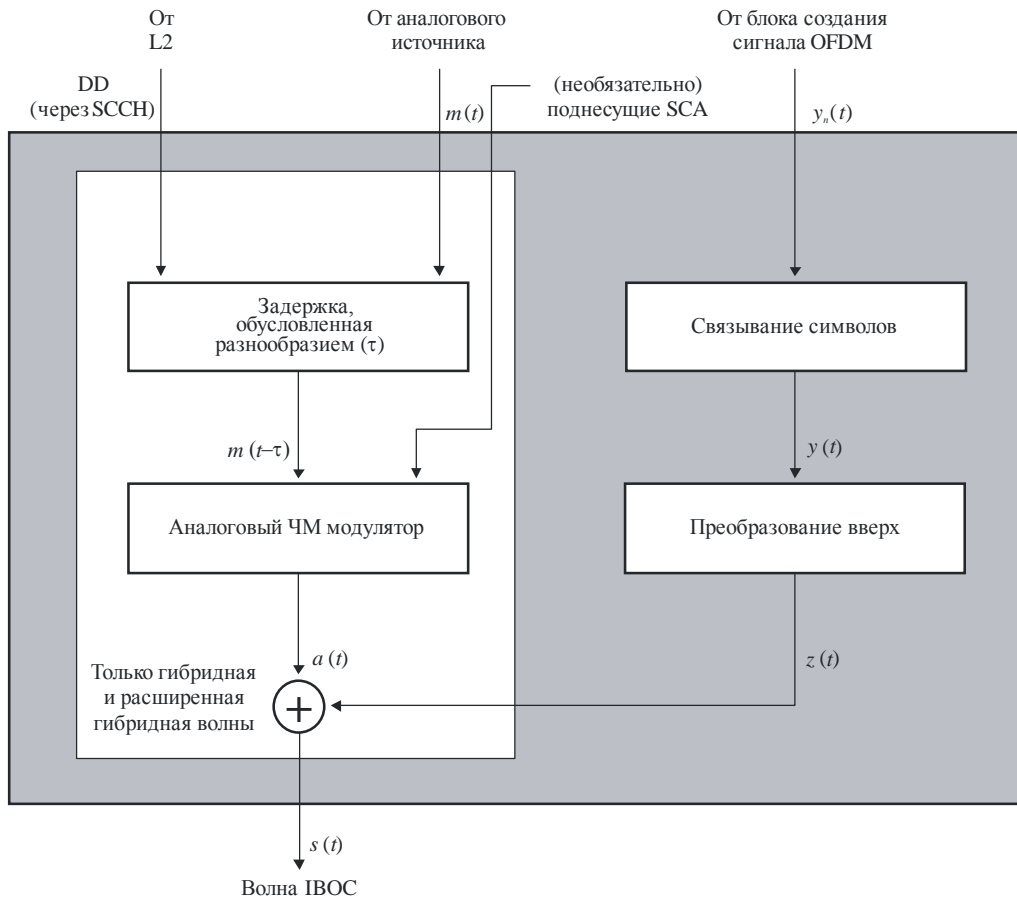 От
L2
От аналогового
источника
От блока создания
сигнала OFDM
DD
(через SCCH)
m(t)
(необязательно)
поднесущие SCA
yₙ(t)
Задержка,
обусловленная
разнообразием (τ)
Связывание символов
m (t–τ)
y (t)
Аналоговый ЧМ модулятор
Преобразование вверх
a (t)
z (t)
Только гибридная
и расширенная
гибридная волны
+
s (t)
Волна IBOC